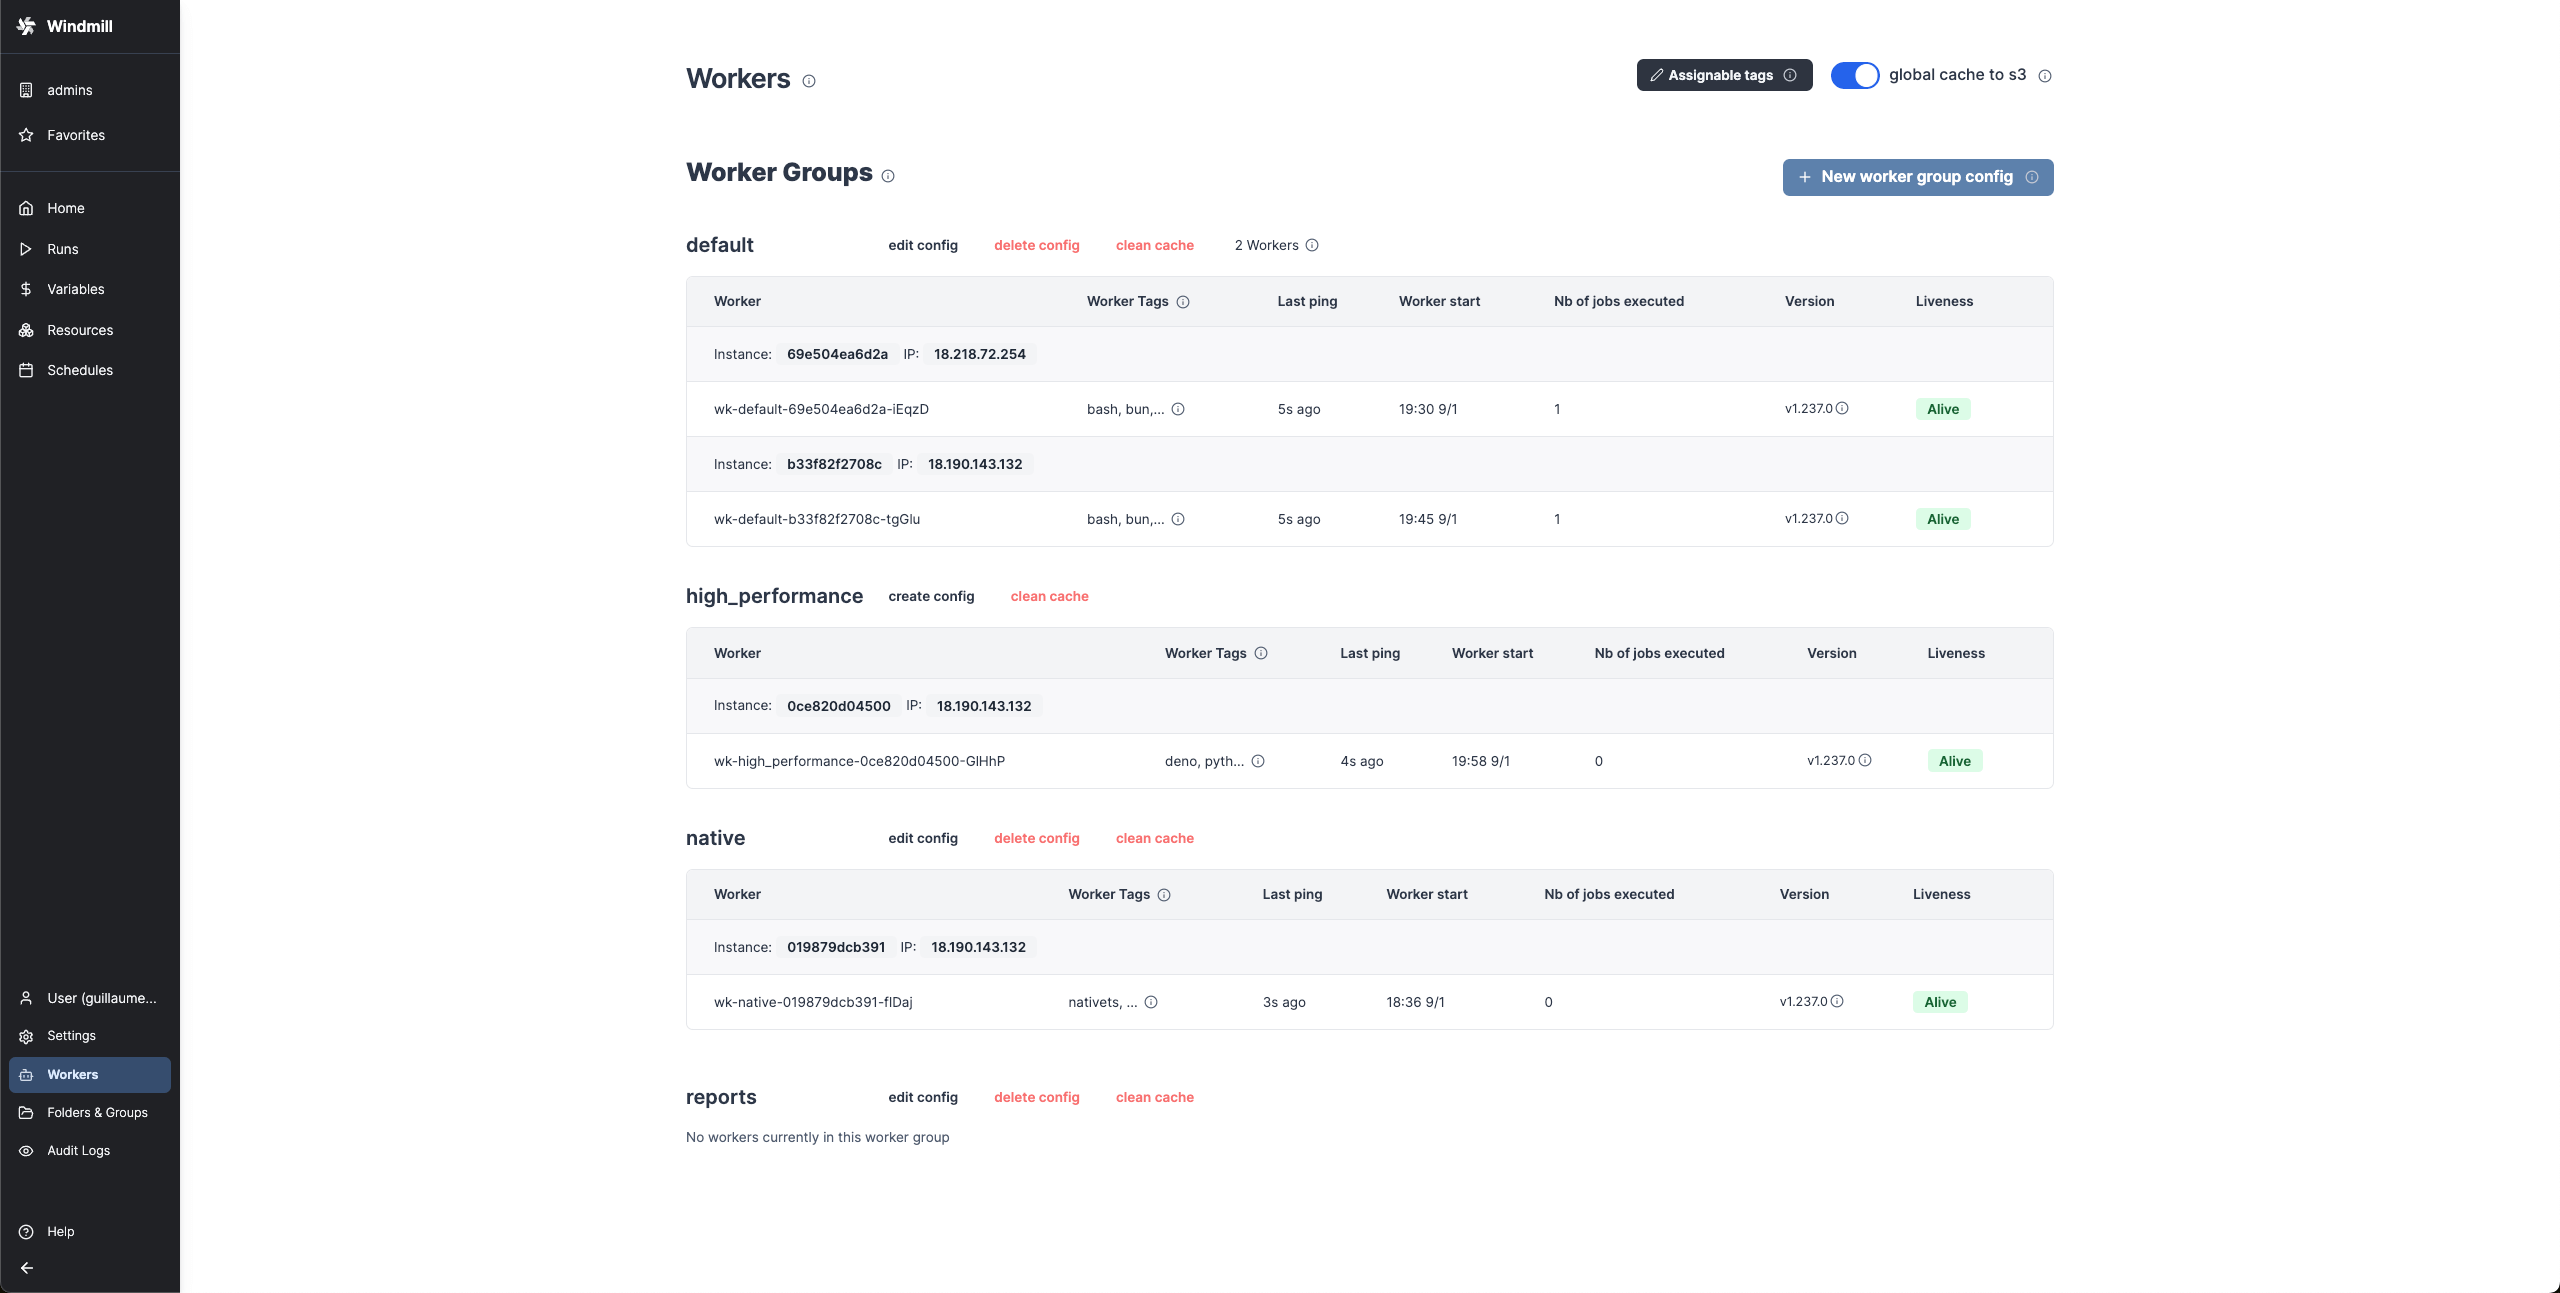 Windmill
admins
Favorites
Home
Runs
Variables
Resources
Schedules
User (guillaume...
Settings
Workers
Folders & Groups
Audit Logs
Help
Workers
Assignable tags
global cache to s3
Worker Groups
+ New worker group config
default edit config delete config clean cache 2 Workers
Worker Worker Tags Last ping Worker start Nb of jobs executed Version Liveness
Instance: 69e504ea6d2a IP: 18.218.72.254
wk-default-69e504ea6d2a-iEqzD bash, bun,... 5s ago 19:30 9/1 1 v1.237.0 Alive
Instance: b33f82f2708c IP: 18.190.143.132
wk-default-b33f82f2708c-tgGlu bash, bun,... 5s ago 19:45 9/1 1 v1.237.0 Alive
high_performance create config clean cache
Worker Worker Tags Last ping Worker start Nb of jobs executed Version Liveness
Instance: 0ce820d04500 IP: 18.190.143.132
wk-high_performance-0ce820d04500-GlHhP deno, pyth... 4s ago 19:58 9/1 0 v1.237.0 Alive
native edit config delete config clean cache
Worker Worker Tags Last ping Worker start Nb of jobs executed Version Liveness
Instance: 019879dcb391 IP: 18.190.143.132
wk-native-019879dcb391-flDaj nativets, ... 3s ago 18:36 9/1 0 v1.237.0 Alive
reports edit config delete config clean cache
No workers currently in this worker group